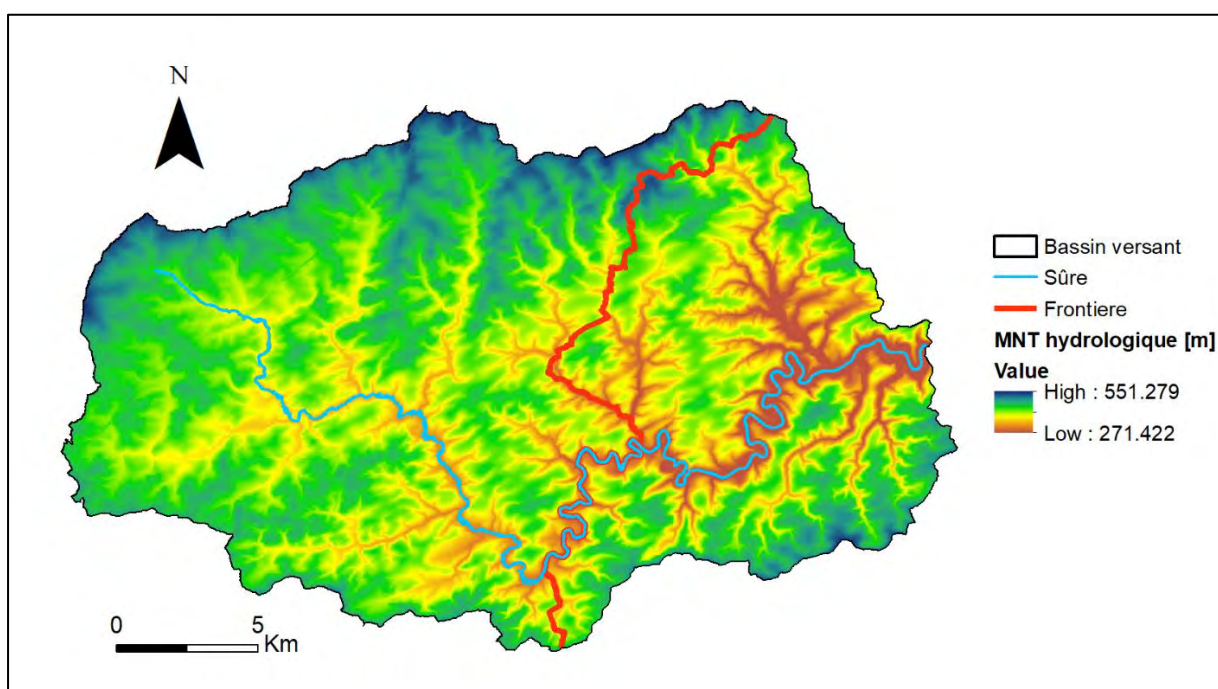 N
Bassin versant
Sûre
Frontiere
MNT hydrologique [m]
Value
High : 551.279
Low : 271.422
0 5
Km